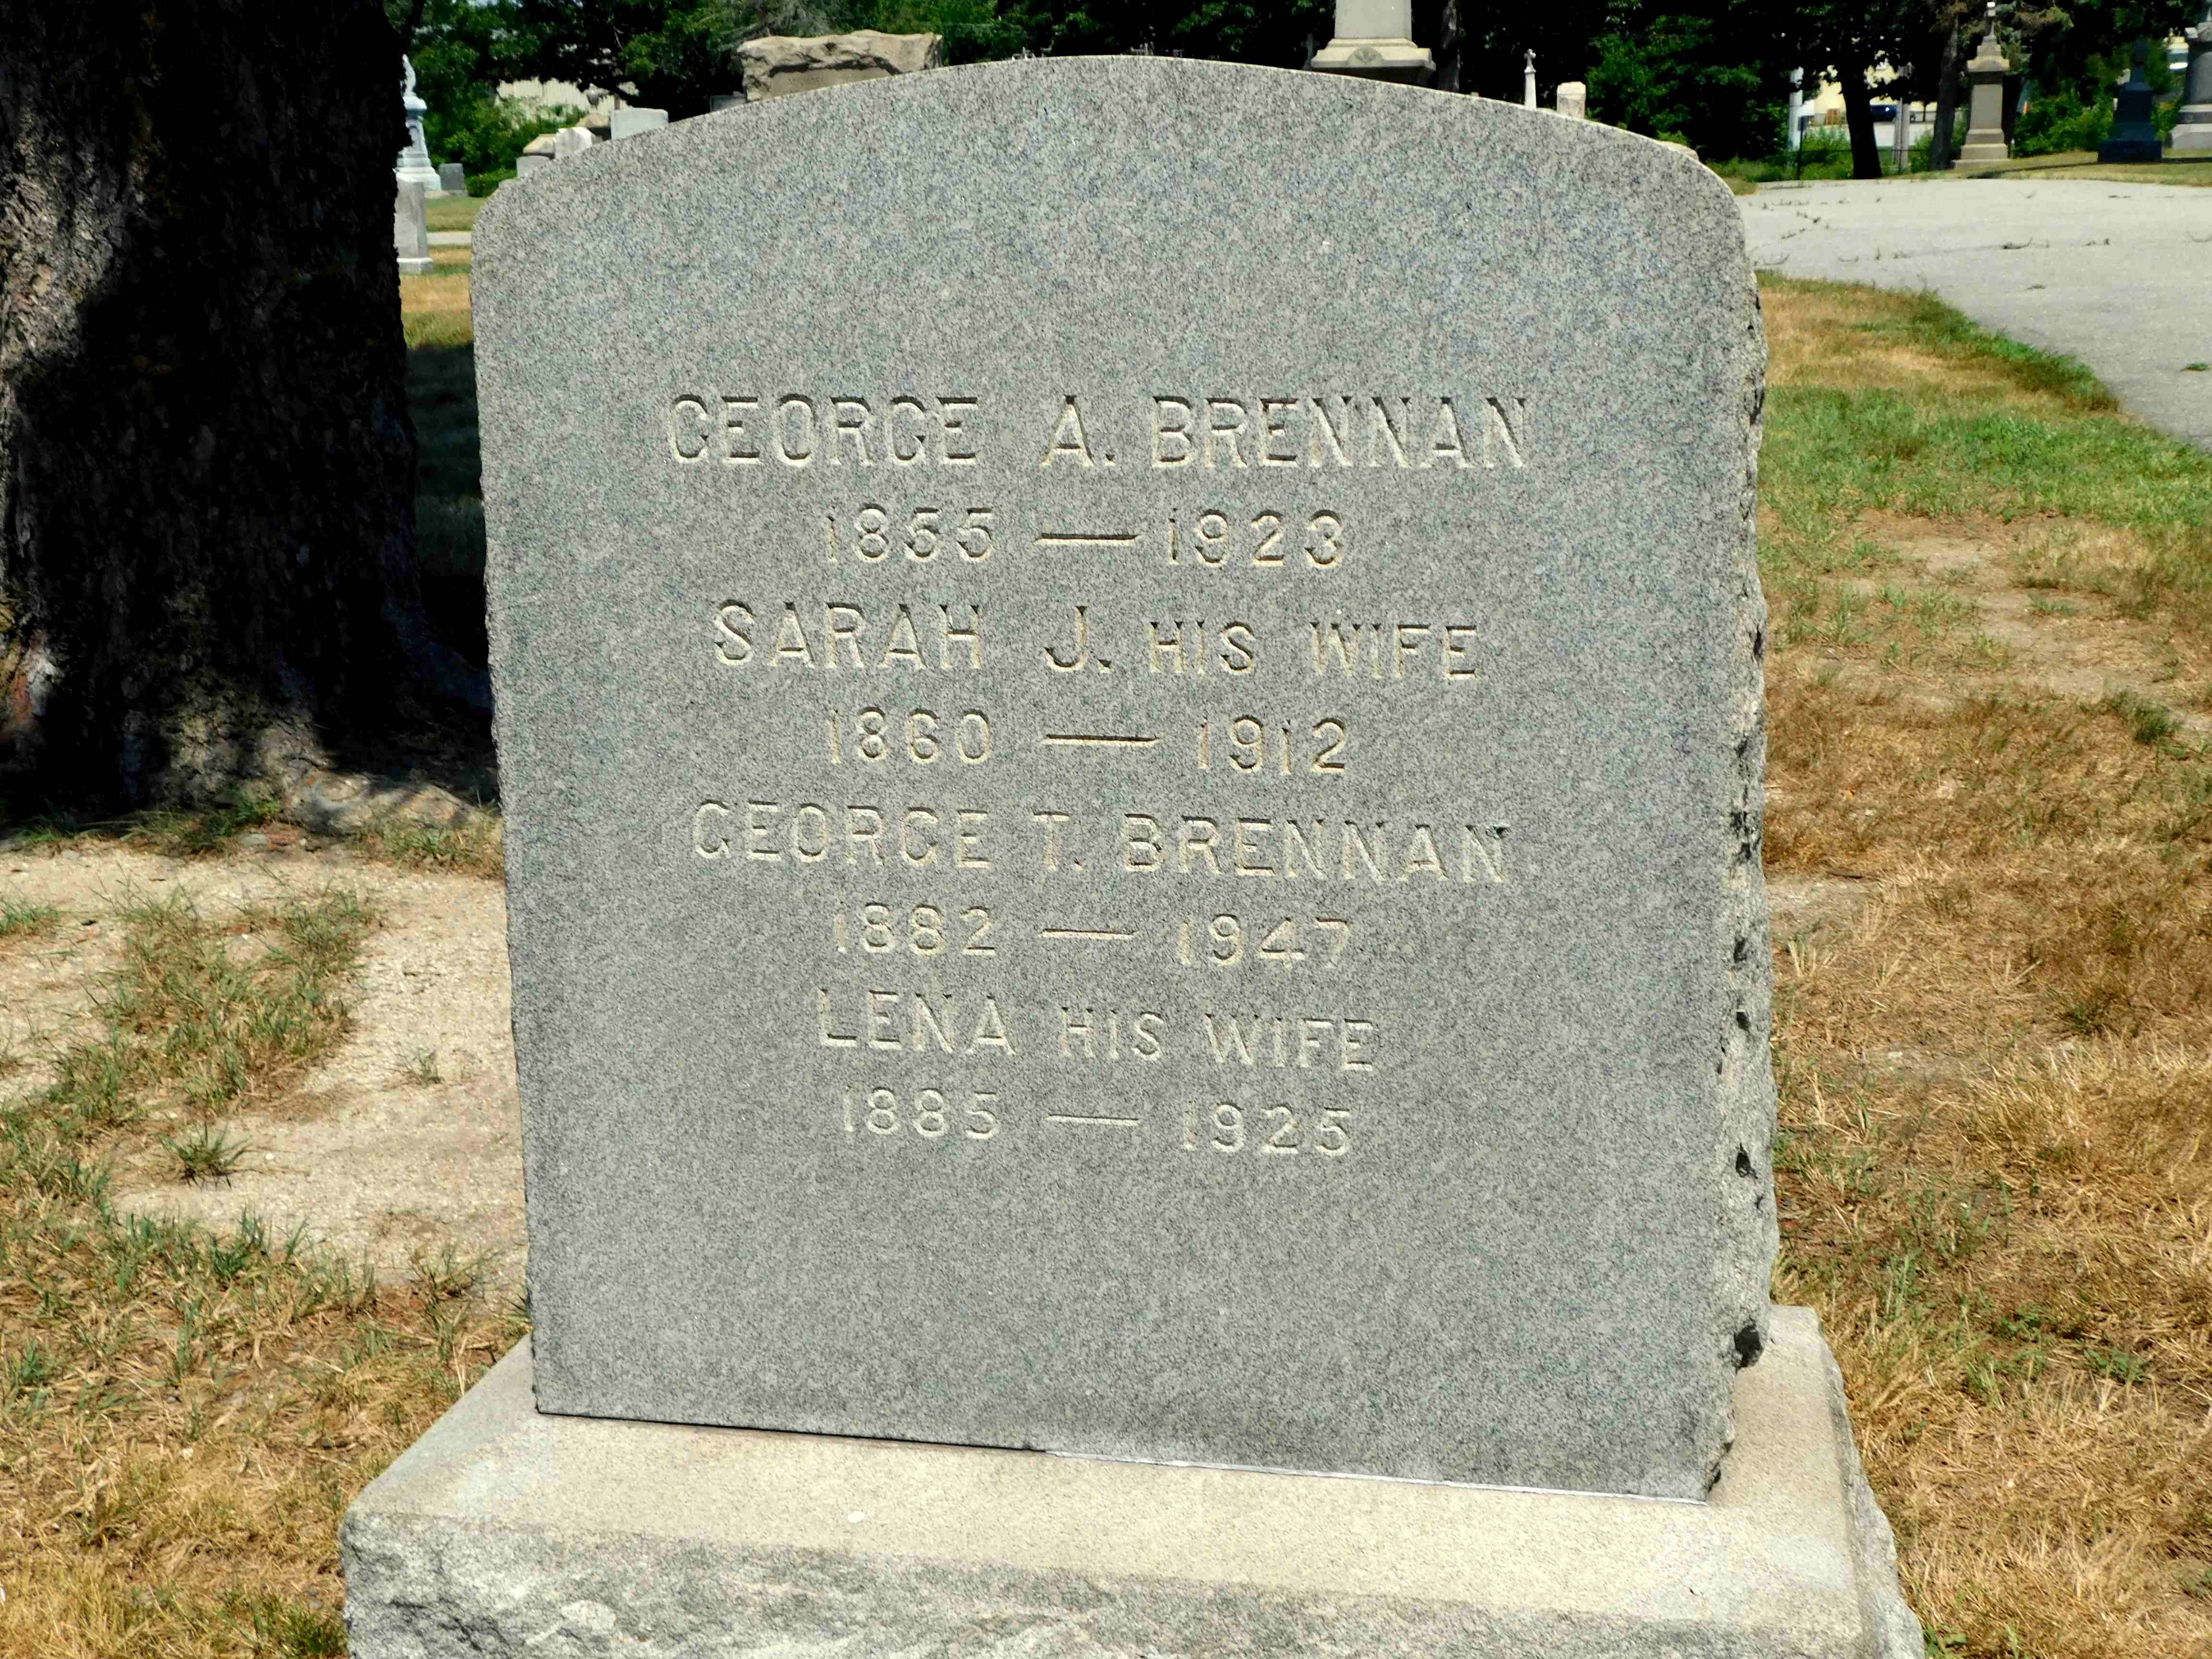 GEORGE A. BRENNAN
1855 — 1923
SARAH J. HIS WIFE
1860 — 1912
GEORGE T. BRENNAN
1882 — 1947
LENA HIS WIFE
1885 — 1925